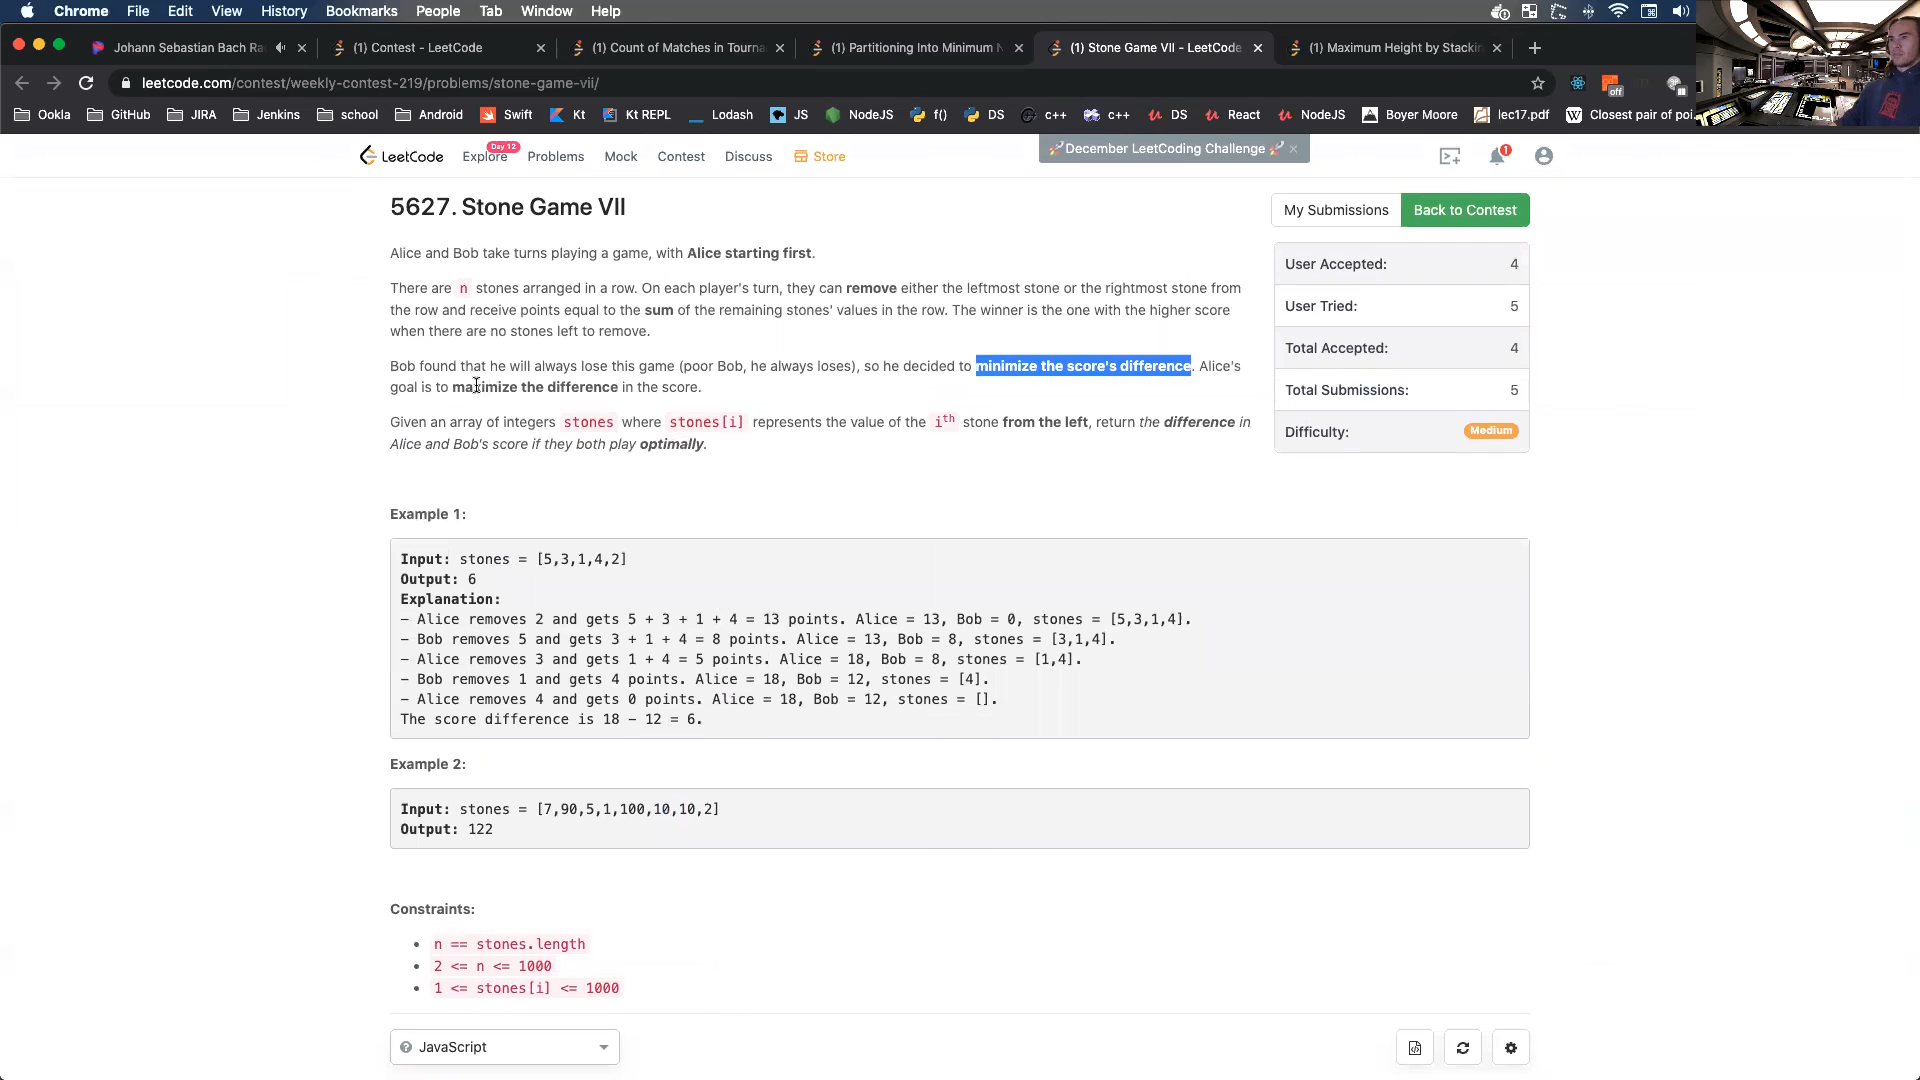 Chrome File Edit View History Bookmarks People Tab Window Help
Johann Sebastian Bach Ra
(1) Contest - LeetCode
(1) Count of Matches in Tourna
(1) Partitioning Into Minimum N
(1) Stone Game VII - LeetCode
(1) Maximum Height by Stackin
leetcode.com/contest/weekly-contest-219/problems/stone-game-vii/
off
Ookla GitHub JIRA Jenkins school Android Swift Kt Kt REPL Lodash JS NodeJS f() DS c++ c++ DS React NodeJS Boyer Moore lec17.pdf Closest pair of poi
LeetCode Explore Day 12 Problems Mock Contest Discuss Store
🚀December LeetCoding Challenge🚀 ×
1
5627. Stone Game VII
My Submissions Back to Contest
Alice and Bob take turns playing a game, with Alice starting first.
There are n stones arranged in a row. On each player's turn, they can remove either the leftmost stone or the rightmost stone from
the row and receive points equal to the sum of the remaining stones' values in the row. The winner is the one with the higher score
when there are no stones left to remove.
Bob found that he will always lose this game (poor Bob, he always loses), so he decided to minimize the score's difference. Alice's
goal is to maximize the difference in the score.
Given an array of integers stones where stones[i] represents the value of the ith stone from the left, return the difference in
Alice and Bob's score if they both play optimally.
User Accepted: 4
User Tried: 5
Total Accepted: 4
Total Submissions: 5
Difficulty: Medium
Example 1:
Input: stones = [5,3,1,4,2]
Output: 6
Explanation:
- Alice removes 2 and gets 5 + 3 + 1 + 4 = 13 points. Alice = 13, Bob = 0, stones = [5,3,1,4].
- Bob removes 5 and gets 3 + 1 + 4 = 8 points. Alice = 13, Bob = 8, stones = [3,1,4].
- Alice removes 3 and gets 1 + 4 = 5 points. Alice = 18, Bob = 8, stones = [1,4].
- Bob removes 1 and gets 4 points. Alice = 18, Bob = 12, stones = [4].
- Alice removes 4 and gets 0 points. Alice = 18, Bob = 12, stones = [].
The score difference is 18 - 12 = 6.
Example 2:
Input: stones = [7,90,5,1,100,10,10,2]
Output: 122
Constraints:
• n == stones.length
• 2 <= n <= 1000
• 1 <= stones[i] <= 1000
JavaScript